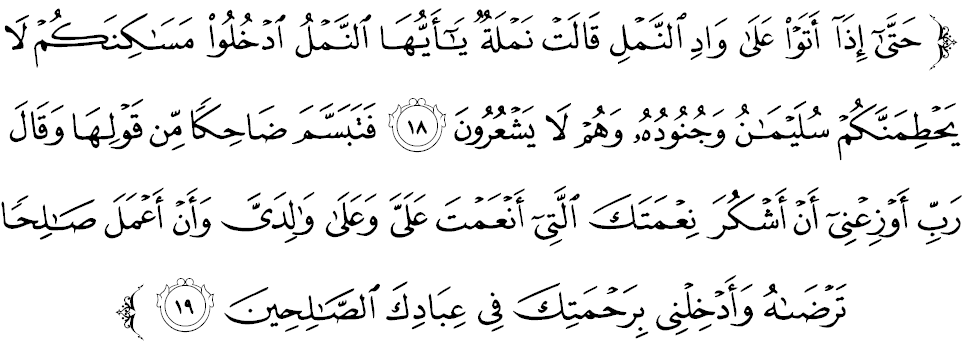 ﴿ حَتَّىٰٓ إِذَآ أَتَوْا۟ عَلَىٰ وَادِ ٱلنَّمْلِ قَالَتْ نَمْلَةٌ يَـٰٓأَيُّهَا ٱلنَّمْلُ ٱدْخُلُوا۟ مَسَـٰكِنَكُمْ لَا
يَحْطِمَنَّكُمْ سُلَيْمَـٰنُ وَجُنُودُهُۥ وَهُمْ لَا يَشْعُرُونَ ١٨ فَتَبَسَّمَ ضَاحِكًا مِّن قَوْلِهَا وَقَالَ
رَبِّ أَوْزِعْنِىٓ أَنْ أَشْكُرَ نِعْمَتَكَ ٱلَّتِىٓ أَنْعَمْتَ عَلَىَّ وَعَلَىٰ وَٰلِدَىَّ وَأَنْ أَعْمَلَ صَـٰلِحًا
تَرْضَىٰهُ وَأَدْخِلْنِى بِرَحْمَتِكَ فِى عِبَادِكَ ٱلصَّـٰلِحِينَ ١٩ ﴾